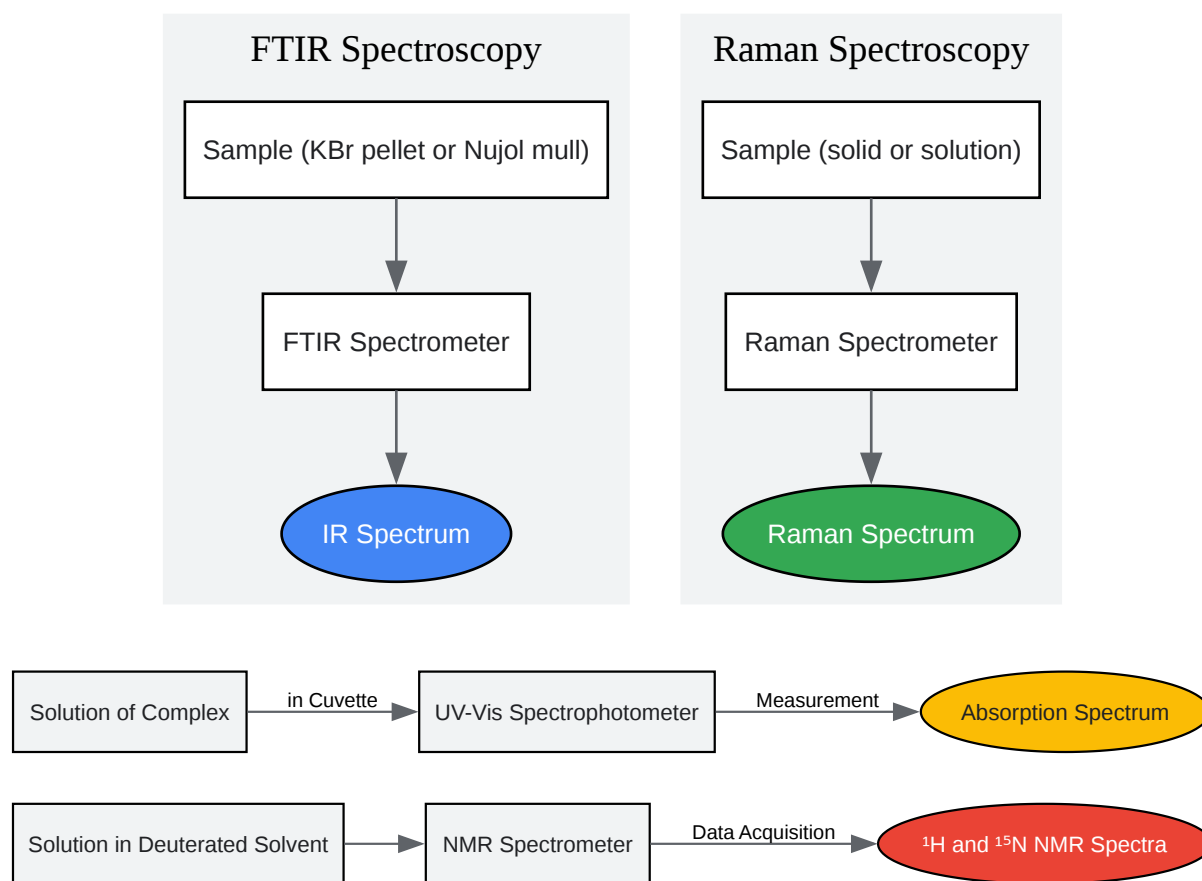 FTIR Spectroscopy
Sample (KBr pellet or Nujol mull)
FTIR Spectrometer
IR Spectrum
Raman Spectroscopy
Sample (solid or solution)
Raman Spectrometer
Raman Spectrum
Solution of Complex
in Cuvette
UV-Vis Spectrophotometer
Measurement
Absorption Spectrum
Solution in Deuterated Solvent
NMR Spectrometer
Data Acquisition
¹H and ¹⁵N NMR Spectra